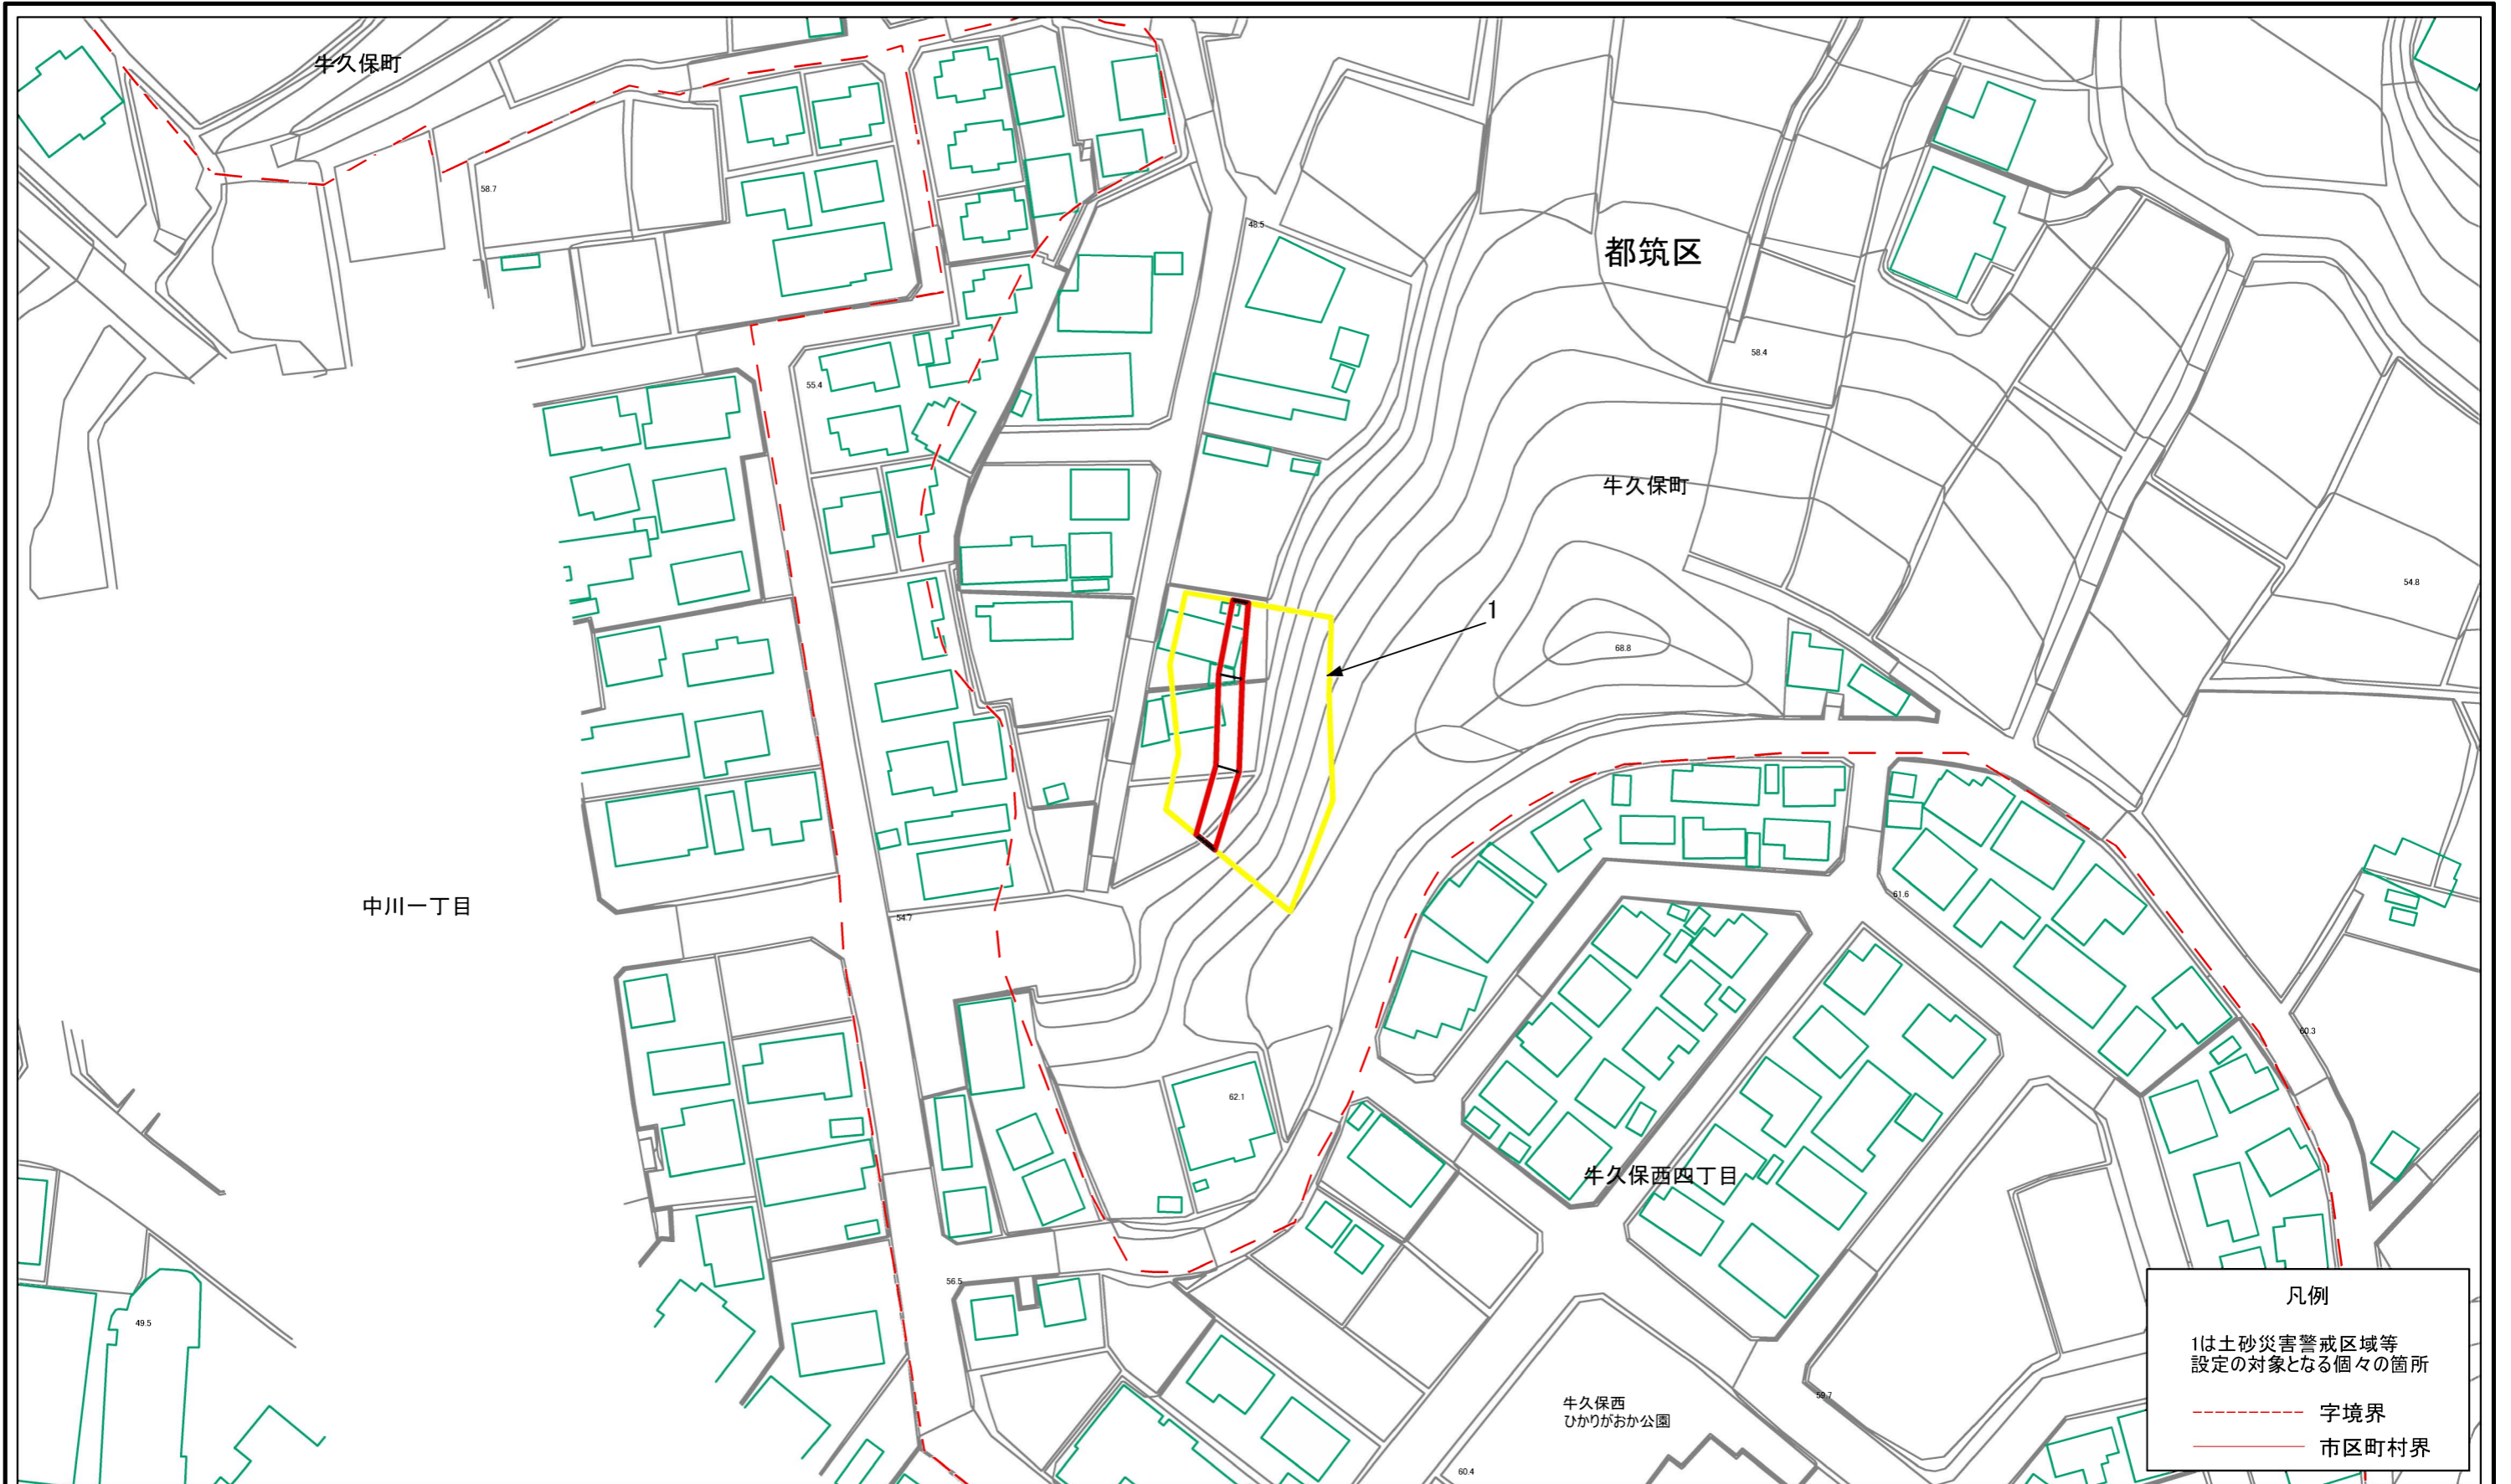 牛久保町
58.7
48.5
都筑区
58.4
55.4
牛久保町
54.8
1
68.8
中川一丁目
54.7
61.6
60.3
62.1
牛久保西四丁目
56.5
49.5
59.7
牛久保西
ひかりがおか公園
60.4
凡例
1は土砂災害警戒区域等
設定の対象となる個々の箇所
字境界
市区町村界